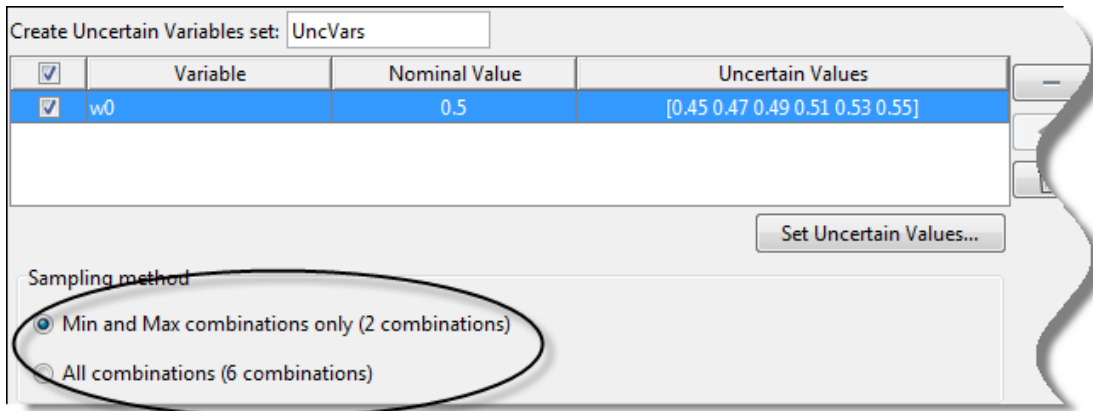 Create Uncertain Variables set: UncVars
Variable Nominal Value Uncertain Values
w0 0.5 [0.45 0.47 0.49 0.51 0.53 0.55]
Set Uncertain Values...
Sampling method
Min and Max combinations only (2 combinations)
All combinations (6 combinations)